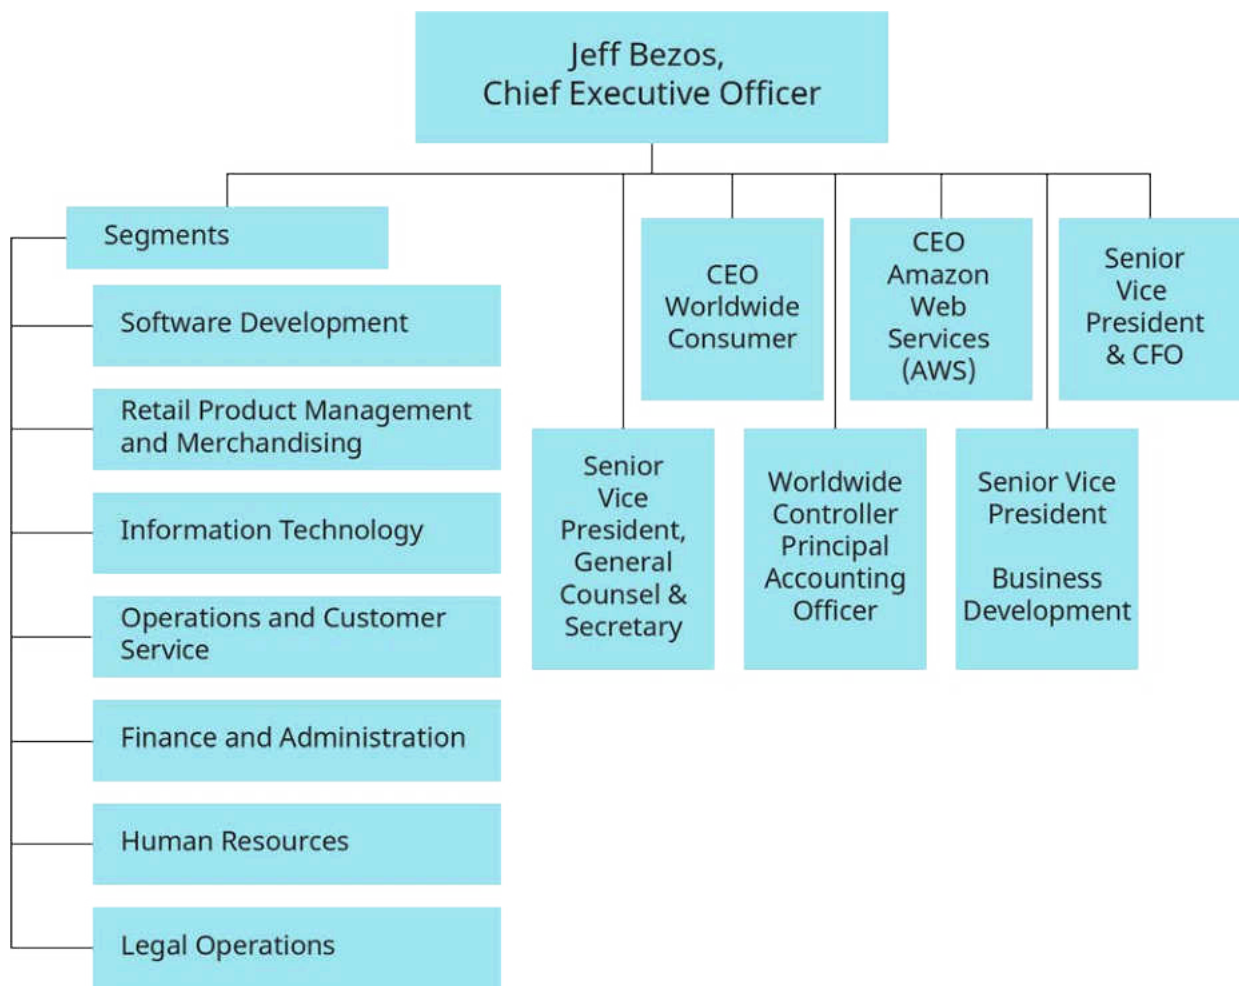 Jeff Bezos,
Chief Executive Officer
Segments
Software Development
Retail Product Management
and Merchandising
Information Technology
Operations and Customer
Service
Finance and Administration
Human Resources
Legal Operations
Senior
Vice
President,
General
Counsel &
Secretary
CEO
Worldwide
Consumer
Worldwide
Controller
Principal
Accounting
Officer
CEO
Amazon
Web
Services
(AWS)
Senior Vice
President
Business
Development
Senior
Vice
President
& CFO